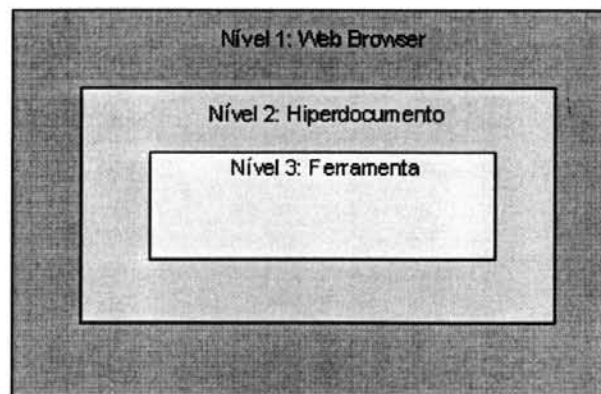 Nível 1: Web Browser
Nível 2: Hiperdocumento
Nível 3: Ferramenta